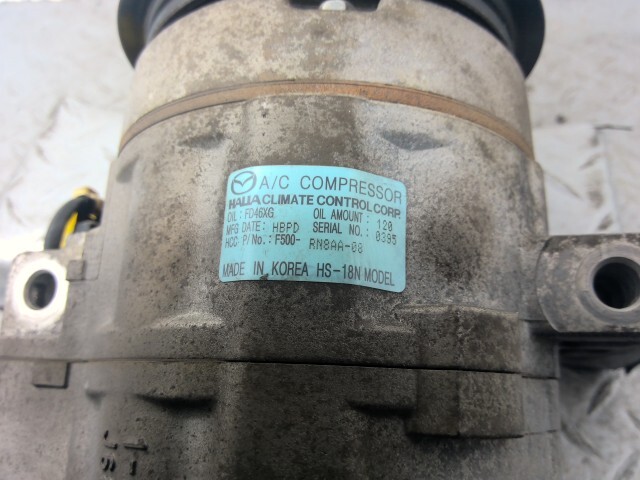 A/C COMPRESSOR
HALLA CLIMATE CONTROL CORP.
OIL: FD46XG OIL AMOUNT: 120
MFG DATE: HBPD SERIAL NO.: 0395
HCC P/No.: F500-RN8AA-08
MADE IN KOREA HS-18N MODEL